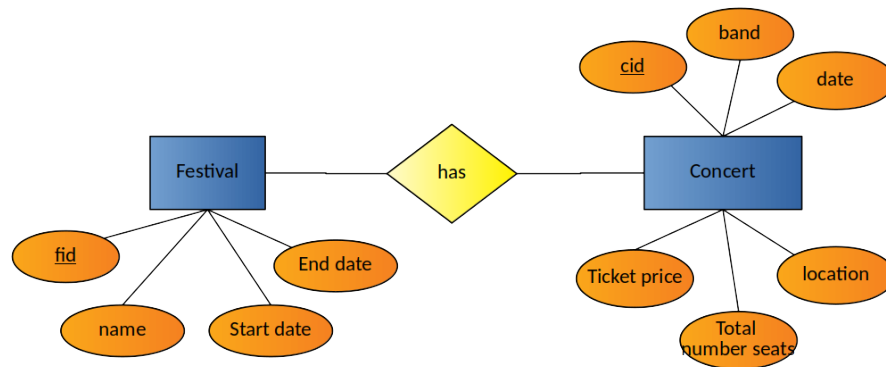 band
cid
date
Festival
has
Concert
fid
End date
Ticket price
location
name
Start date
Total
number seats